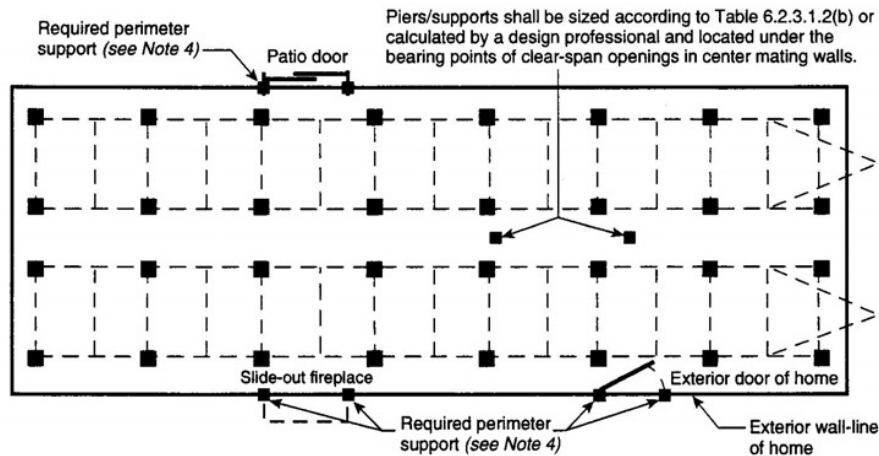 Required perimeter
support (see Note 4)
Patio door
Piers/supports shall be sized according to Table 6.2.3.1.2(b) or
calculated by a design professional and located under the
bearing points of clear-span openings in center mating walls.
Slide-out fireplace
Exterior door of home
Required perimeter
support (see Note 4)
Exterior wall-line
of home